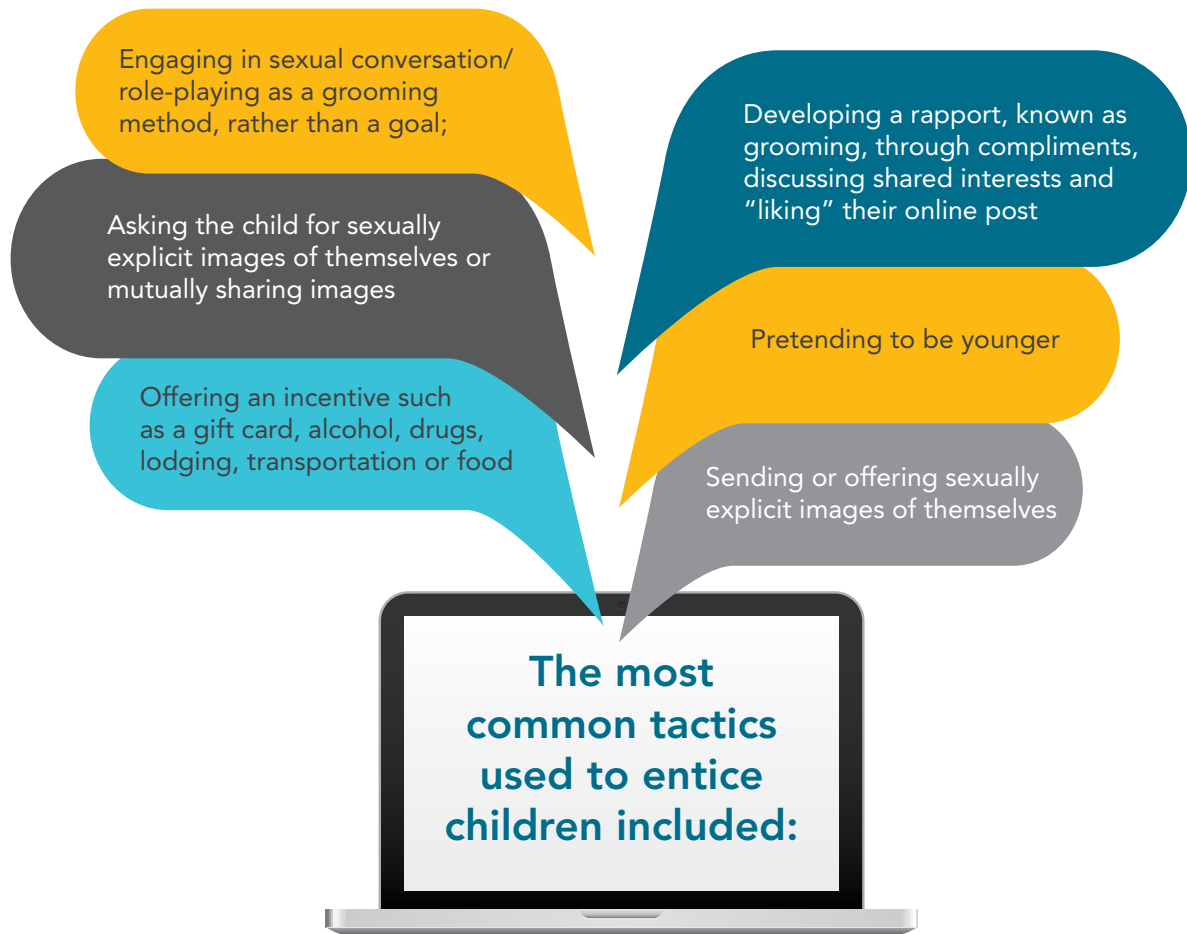 Engaging in sexual conversation/
role-playing as a grooming
method, rather than a goal;
Asking the child for sexually
explicit images of themselves or
mutually sharing images
Offering an incentive such
as a gift card, alcohol, drugs,
lodging, transportation or food
Developing a rapport, known as
grooming, through compliments,
discussing shared interests and
“liking” their online post
Pretending to be younger
Sending or offering sexually
explicit images of themselves
The most
common tactics
used to entice
children included: